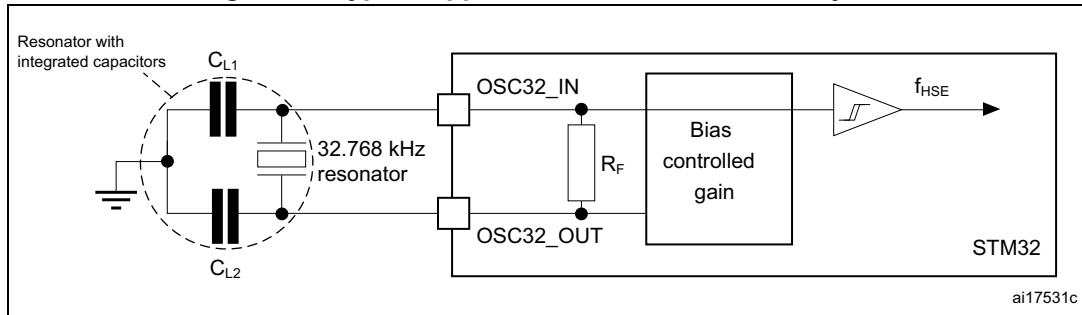 Resonator with
integrated capacitors
CL1
OSC32_IN
fHSE
32.768 kHz
resonator
RF
Bias
controlled
gain
OSC32_OUT
STM32
CL2
ai17531c